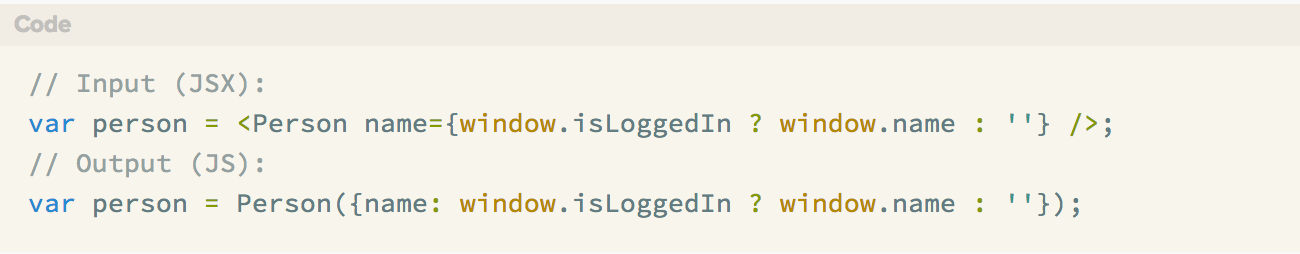 Code
// Input (JSX):
var person = <Person name={window.isLoggedIn ? window.name : ''} />;
// Output (JS):
var person = Person({name: window.isLoggedIn ? window.name : ''});